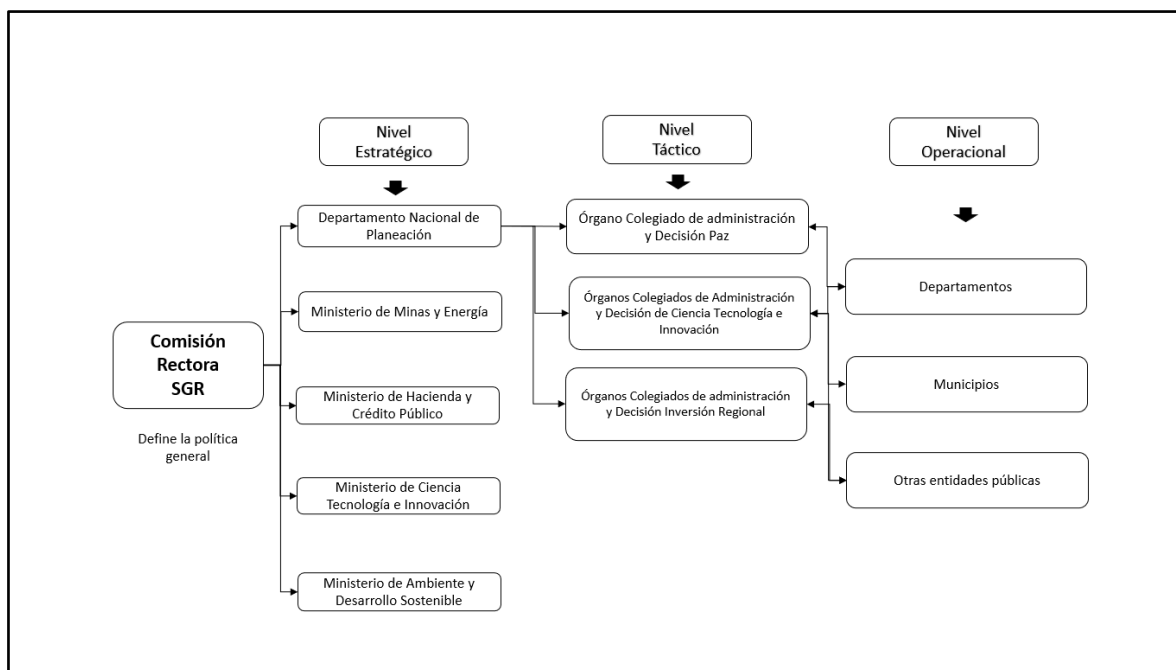 Nivel
Estratégico
Nivel
Táctico
Nivel
Operacional
Comisión
Rectora
SGR
Define la política
general
Departamento Nacional de
Planeación
Ministerio de Minas y Energía
Ministerio de Hacienda y
Crédito Público
Ministerio de Ciencia
Tecnología e Innovación
Ministerio de Ambiente y
Desarrollo Sostenible
Órgano Colegiado de administración
y Decisión Paz
Órganos Colegiados de Administración
y Decisión de Ciencia Tecnología e
Innovación
Órganos Colegiados de administración
y Decisión Inversión Regional
Departamentos
Municipios
Otras entidades públicas